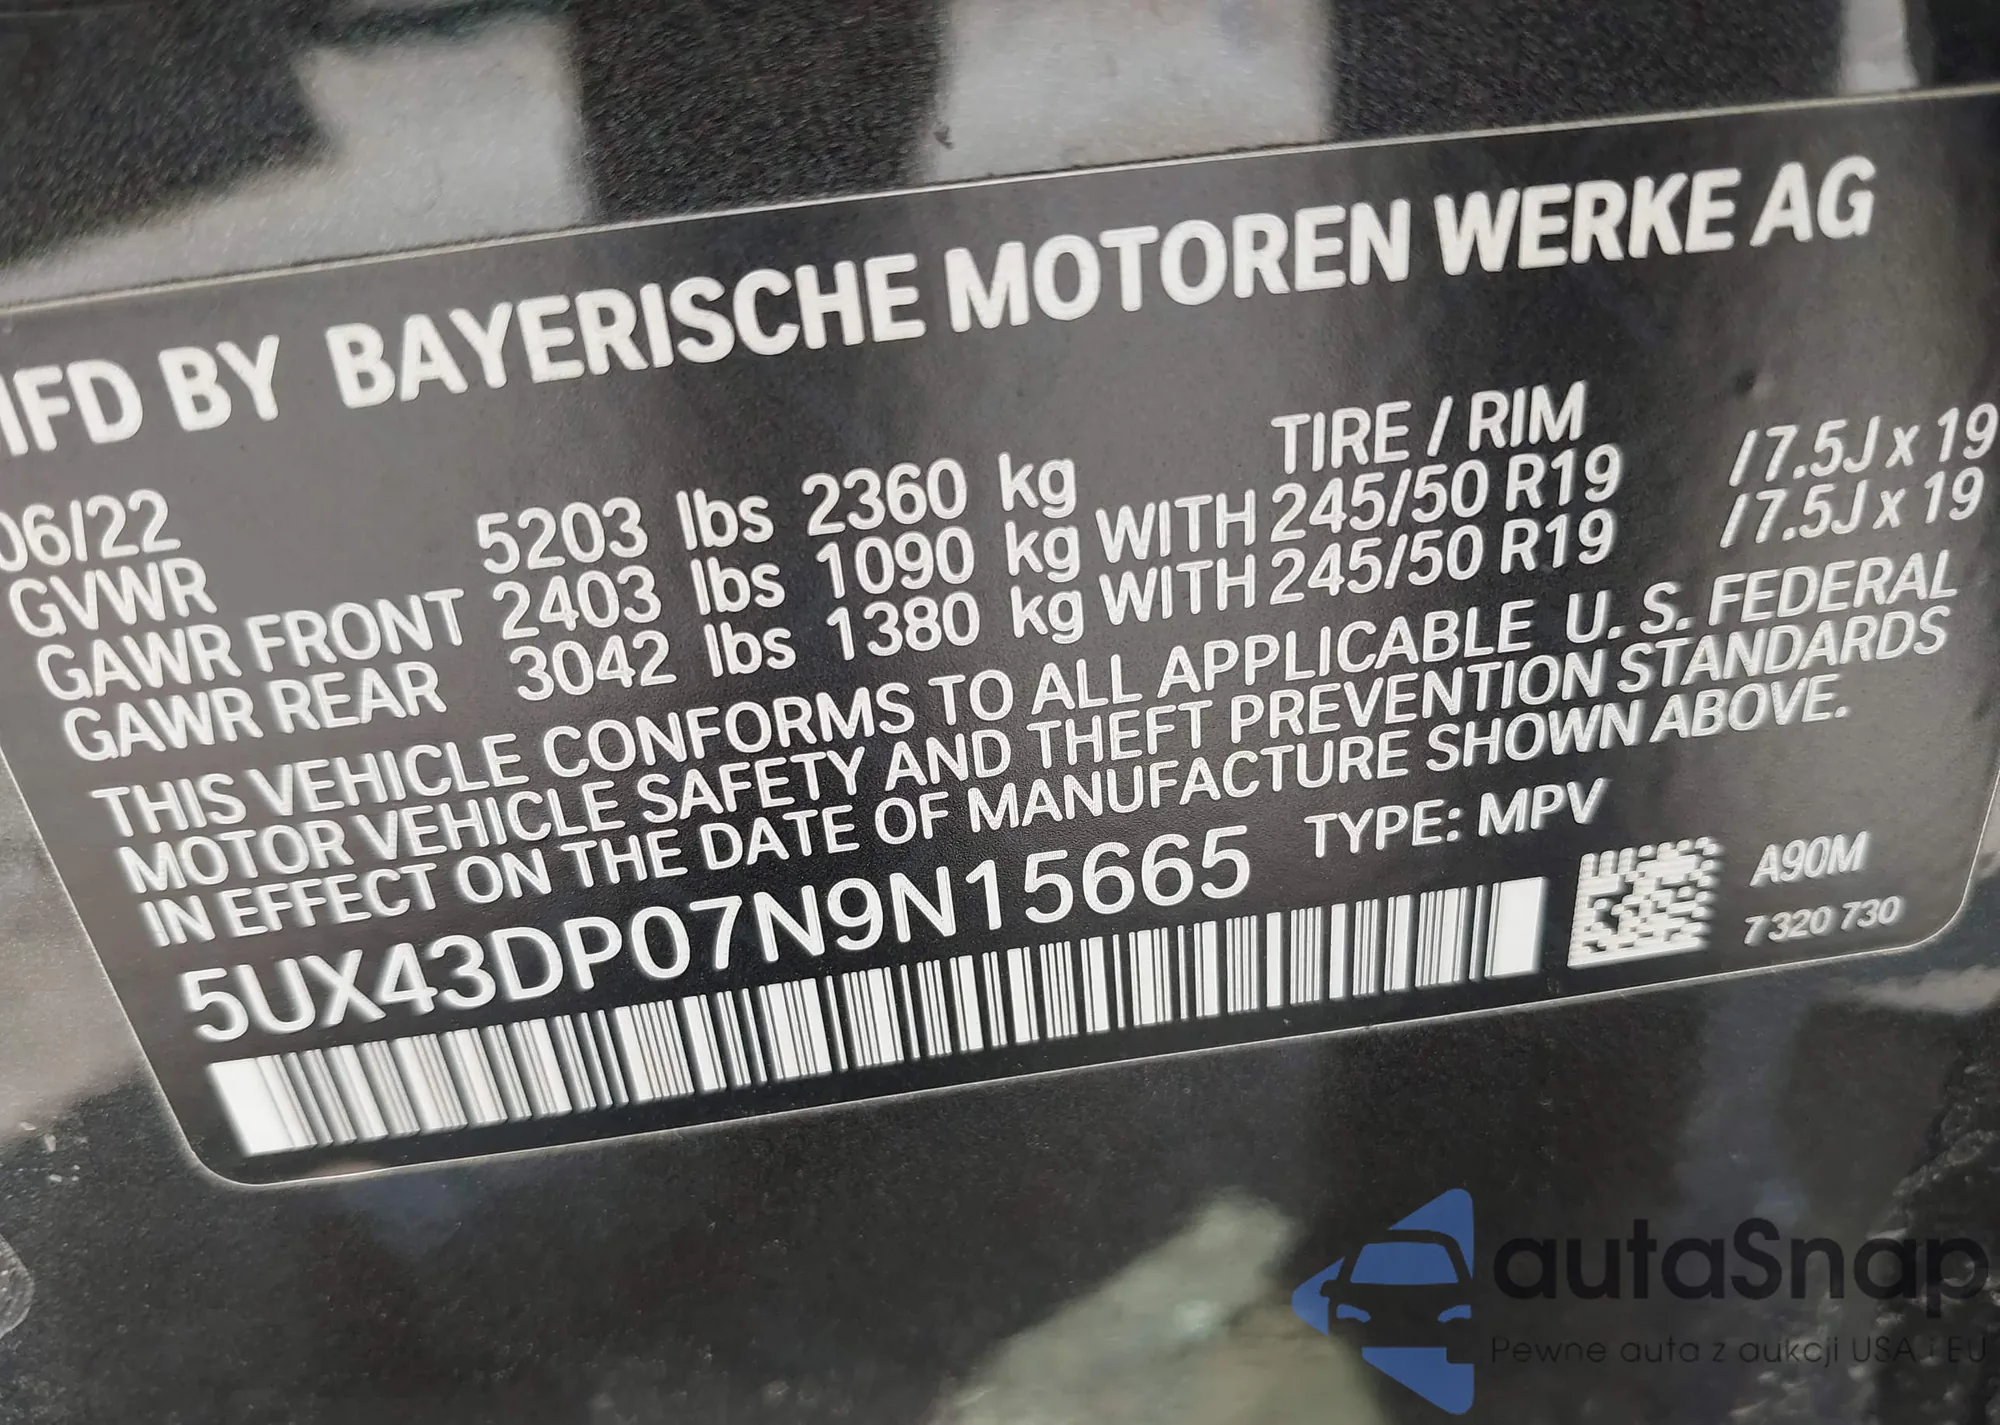 MFD BY BAYERISCHE MOTOREN WERKE AG
06/22
TIRE / RIM
GVWR 5203 lbs 2360 kg
GAWR FRONT 2403 lbs 1090 kg WITH 245/50 R19 /7.5J x 19
GAWR REAR 3042 lbs 1380 kg WITH 245/50 R19 /7.5J x 19
THIS VEHICLE CONFORMS TO ALL APPLICABLE U. S. FEDERAL
MOTOR VEHICLE SAFETY AND THEFT PREVENTION STANDARDS
IN EFFECT ON THE DATE OF MANUFACTURE SHOWN ABOVE.
5UX43DP07N9N15665 TYPE: MPV
A90M
7 320 730
autaSnap
Pewne auta z aukcji USA i EU